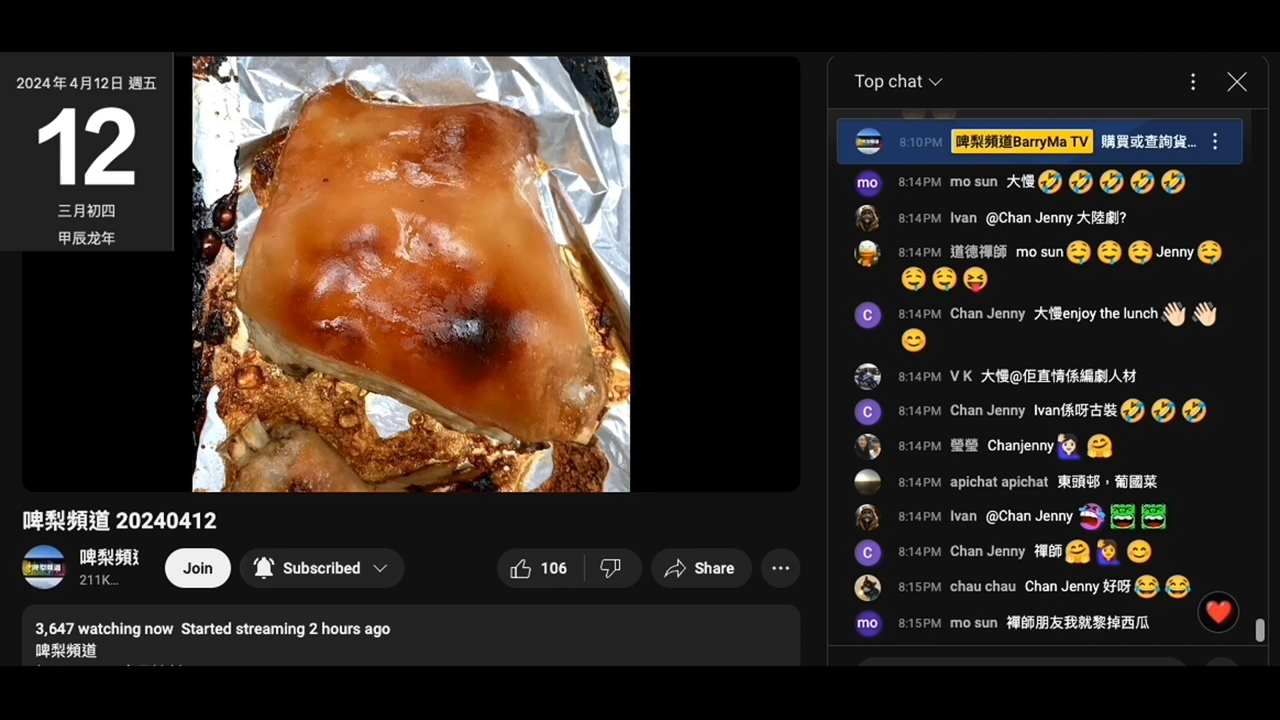 2024年4月12日 週五
12
三月初四
甲辰龙年
啤梨頻道 20240412
啤梨頻道
211K...
Join
Subscribed
106
Share
3,647 watching now Started streaming 2 hours ago
啤梨頻道
Top chat
8:10PM 啤梨頻道BarryMa TV 購買或查詢貨...
mo 8:14PM mo sun 大慢🤣🤣🤣🤣🤣
8:14PM Ivan @Chan Jenny 大陸劇?
8:14PM 道德禪師 mo sun🤤🤤🤤Jenny🤤
🤤🤤😝
C 8:14PM Chan Jenny 大慢enjoy the lunch👋🏻👋🏻
😊
8:14PM V K 大慢@佢直情係編劇人材
C 8:14PM Chan Jenny Ivan係呀古裝🤣🤣🤣
8:14PM 瑩瑩 Chanjenny🙋🏻‍♀️🤗
8:14PM apichat apichat 東頭邨，葡國菜
8:14PM Ivan @Chan Jenny
C 8:14PM Chan Jenny 禪師🤗🙋‍♀️😊
8:15PM chau chau Chan Jenny 好呀😂😂
mo 8:15PM mo sun 禪師朋友我就黎掉西瓜